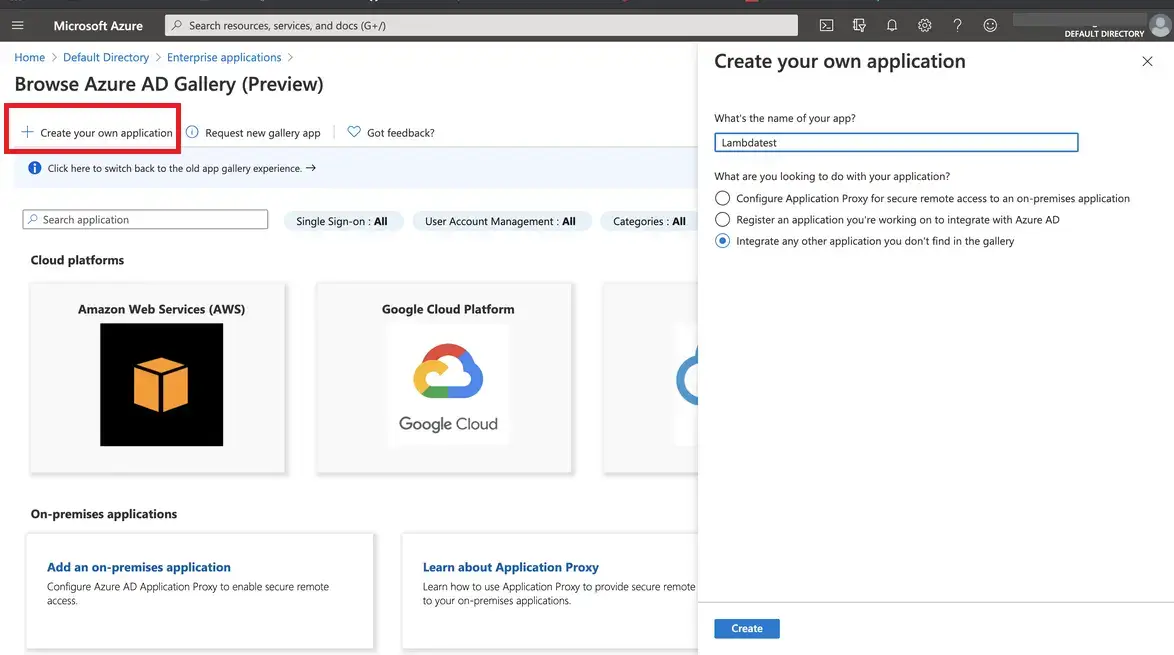 Microsoft Azure
Search resources, services, and docs (G+/)
DEFAULT DIRECTORY
Home > Default Directory > Enterprise applications >
Browse Azure AD Gallery (Preview)
Create your own application
Request new gallery app
Got feedback?
Click here to switch back to the old app gallery experience. →
Search application
Single Sign-on : All
User Account Management : All
Categories : All
Cloud platforms
Amazon Web Services (AWS)
Google Cloud Platform
Google Cloud
On-premises applications
Add an on-premises application
Configure Azure AD Application Proxy to enable secure remote
access.
Learn about Application Proxy
Learn how to use Application Proxy to provide secure remote
to your on-premises applications.
Create your own application
What's the name of your app?
Lambdatest
What are you looking to do with your application?
Configure Application Proxy for secure remote access to an on-premises application
Register an application you're working on to integrate with Azure AD
Integrate any other application you don't find in the gallery
Create